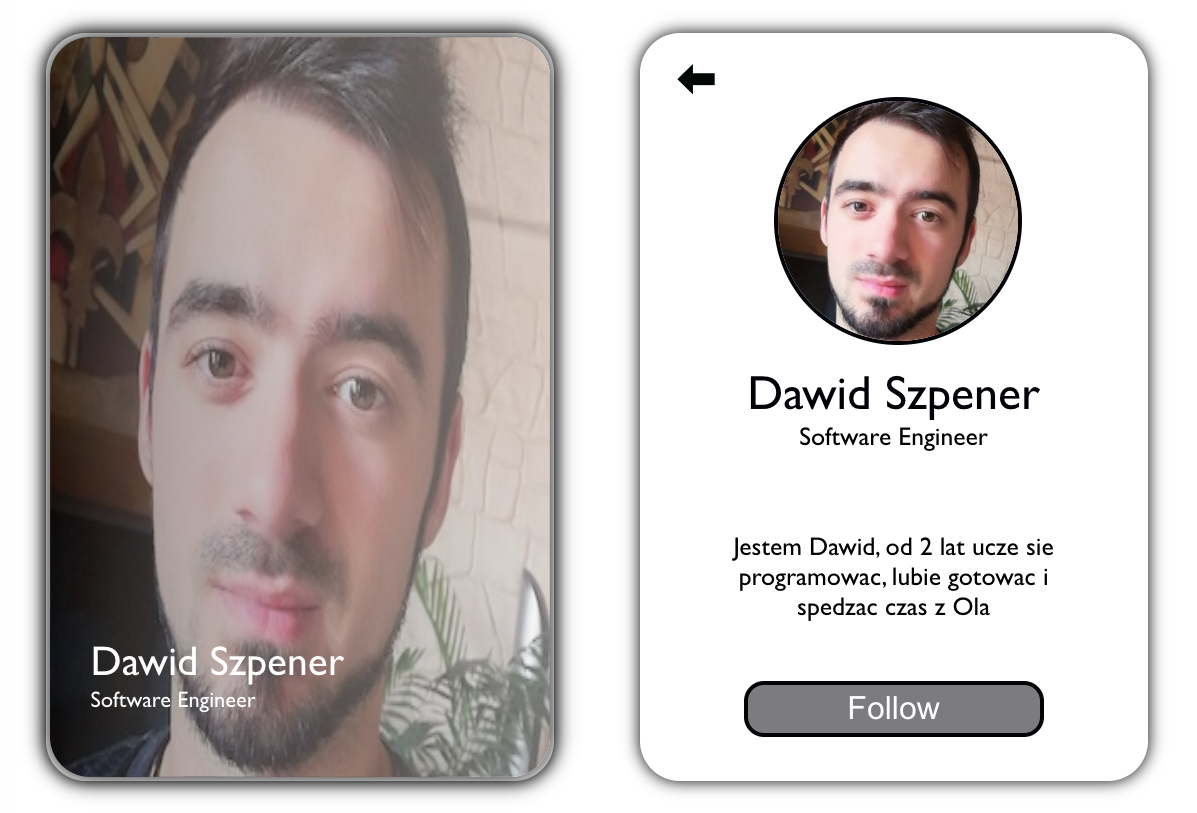 Dawid Szpener
Software Engineer
Dawid Szpener
Software Engineer
Jestem Dawid, od 2 lat ucze sie
programowac, lubie gotowac i
spedzac czas z Ola
Follow